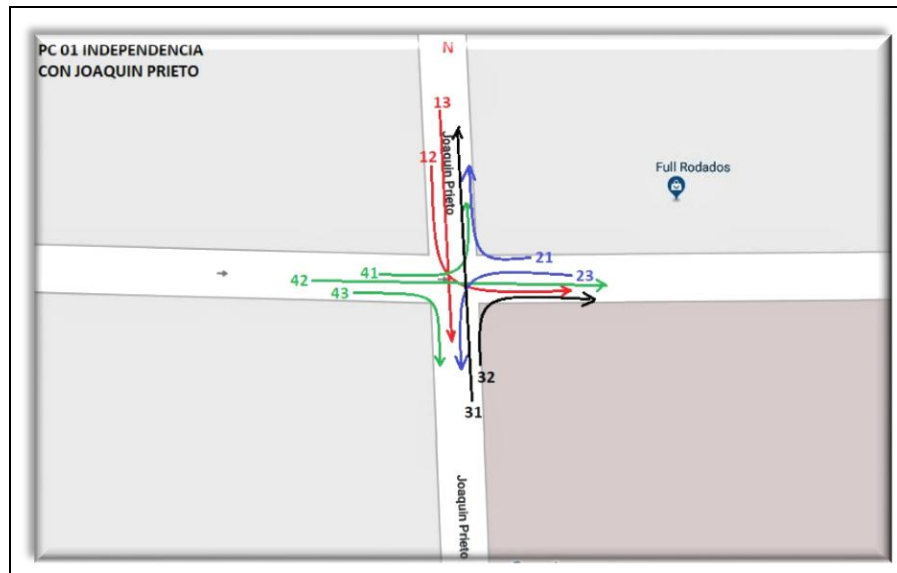 PC 01 INDEPENDENCIA
CON JOAQUIN PRIETO
N
13
12
Joaquin Prieto
Full Rodados
21
41
42
23
43
32
31
Joaquin Prieto